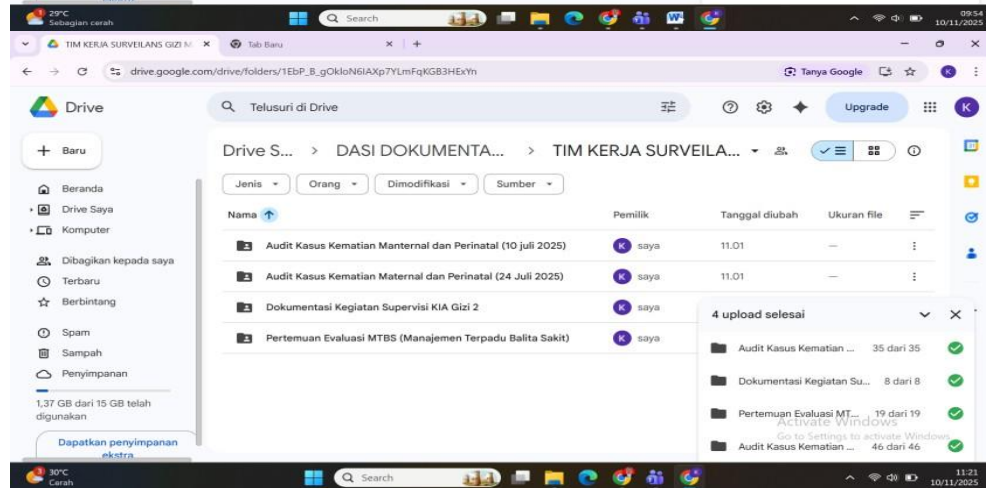 29°C
Sebagian cerah
Search
09:54
10/11/2025
TIM KERJA SURVEILANS GIZI M
Tab Baru
drive.google.com/drive/folders/1EbP_B_gOkloN6IAXp7YLmFqKGB3HExYn
Tanya Google
K
Drive
Telusuri di Drive
Upgrade
K
Baru
Drive S... > DASI DOKUMENTA... > TIM KERJA SURVEILA...
Jenis
Orang
Dimodifikasi
Sumber
Beranda
Drive Saya
Komputer
Dibagikan kepada saya
Terbaru
Berbintang
Spam
Sampah
Penyimpanan
1,37 GB dari 15 GB telah
digunakan
Dapatkan penyimpanan
ekstra
Nama Pemilik Tanggal diubah Ukuran file
Audit Kasus Kematian Manternal dan Perinatal (10 juli 2025) K saya 11.01 —
Audit Kasus Kematian Maternal dan Perinatal (24 Juli 2025) K saya 11.01 —
Dokumentasi Kegiatan Supervisi KIA Gizi 2 K saya
Pertemuan Evaluasi MTBS (Manajemen Terpadu Balita Sakit) K saya
4 upload selesai
Audit Kasus Kematian ... 35 dari 35
Dokumentasi Kegiatan Su... 8 dari 8
Pertemuan Evaluasi MT... 19 dari 19
Activate Windows
Go to Settings to activate Windows.
Audit Kasus Kematian ... 46 dari 46
30°C
Cerah
Search
11:21
10/11/2025